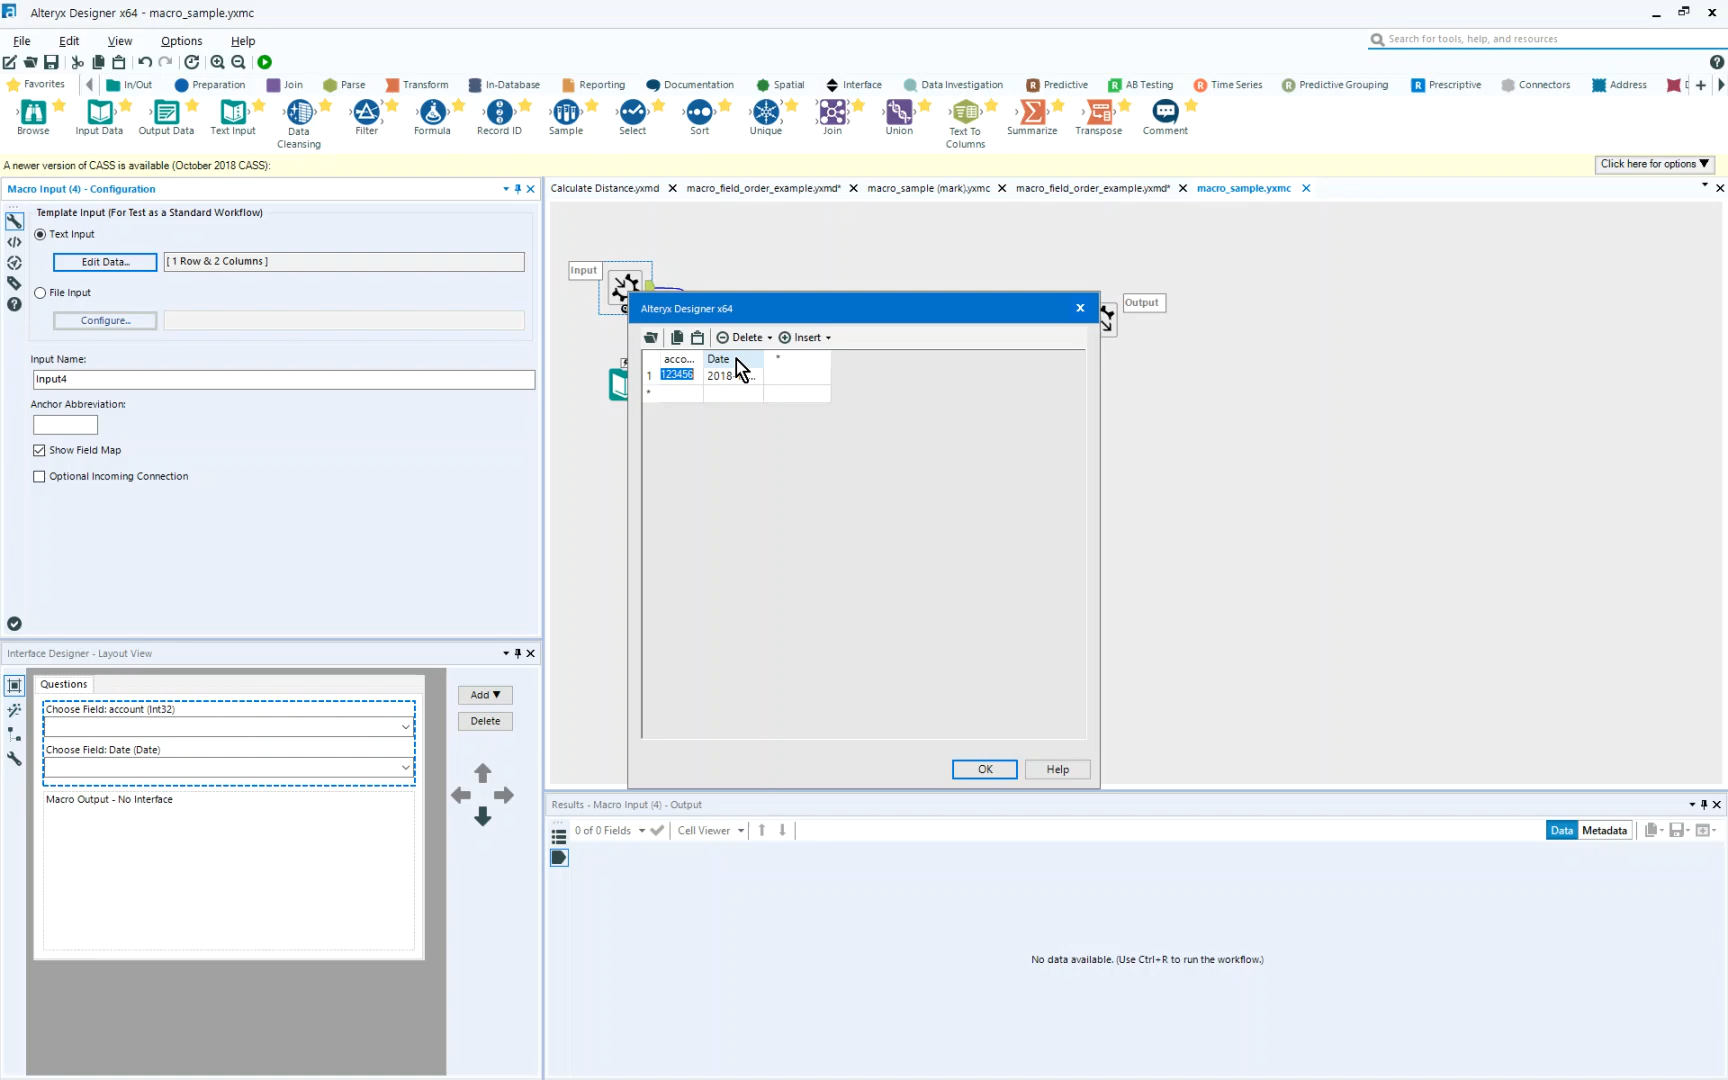 Alteryx Designer x64 - macro_sample.yxmc
File Edit View Options Help
Search for tools, help, and resources
Favorites In/Out Preparation Join Parse Transform In-Database Reporting Documentation Spatial Interface Data Investigation Predictive AB Testing Time Series Predictive Grouping Prescriptive Connectors Address
Browse Input Data Output Data Text Input Data Cleansing Filter Formula Record ID Sample Select Sort Unique Join Union Text To Columns Summarize Transpose Comment
A newer version of CASS is available (October 2018 CASS):
Click here for options ▼
Macro Input (4) - Configuration
Calculate Distance.yxmd macro_field_order_example.yxmd* macro_sample (mark).yxmc macro_field_order_example.yxmd* macro_sample.yxmc
Template Input (For Test as a Standard Workflow)
Text Input
Edit Data... [ 1 Row & 2 Columns ]
File Input
Configure...
Input Name:
Input4
Anchor Abbreviation:
Show Field Map
Optional Incoming Connection
Input
Output
Alteryx Designer x64
Delete Insert
acco... Date *
1 123456 2018-
*
OK Help
Interface Designer - Layout View
Questions
Choose Field: account (Int32)
Choose Field: Date (Date)
Macro Output - No Interface
Add ▼
Delete
Results - Macro Input (4) - Output
0 of 0 Fields Cell Viewer Data Metadata
No data available. (Use Ctrl+R to run the workflow.)